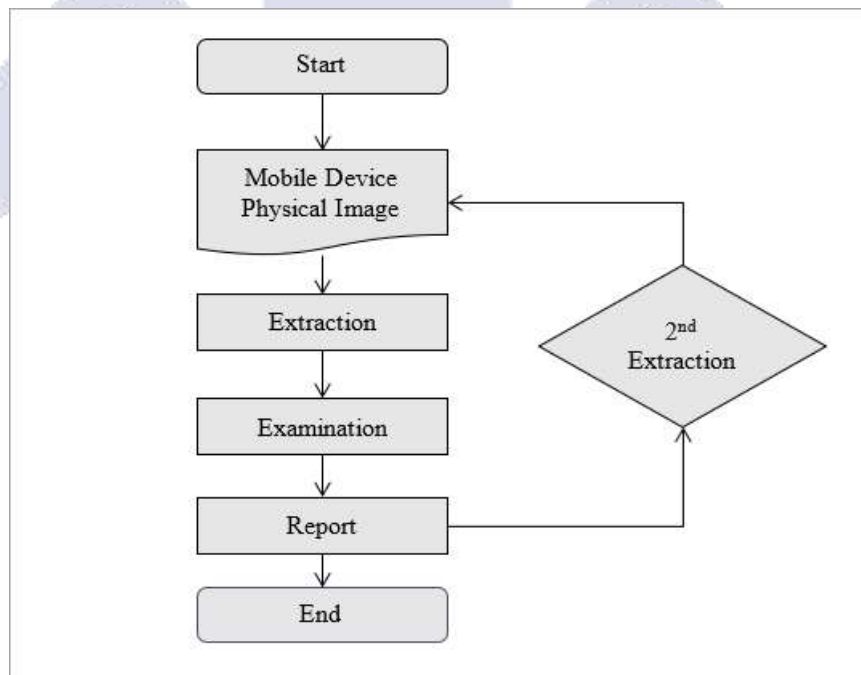 Start
Mobile Device
Physical Image
Extraction
Examination
Report
End
2nd
Extraction